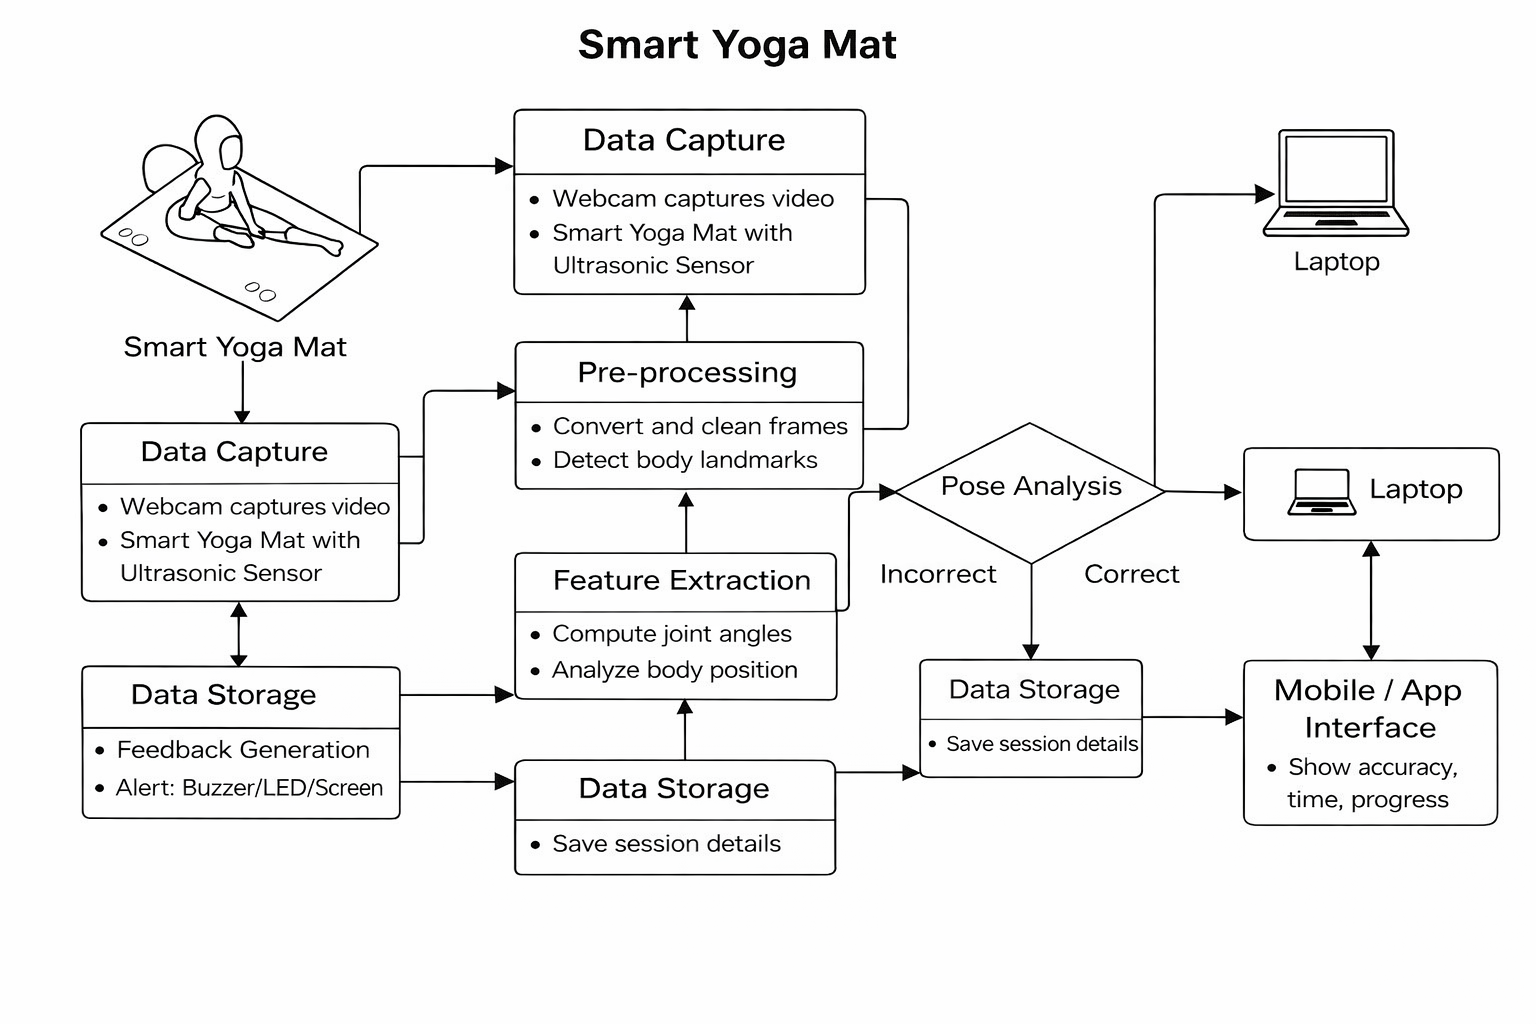 Smart Yoga Mat
Smart Yoga Mat
Data Capture
• Webcam captures video
• Smart Yoga Mat with
Ultrasonic Sensor
Data Storage
• Feedback Generation
• Alert: Buzzer/LED/Screen
Data Capture
• Webcam captures video
• Smart Yoga Mat with
Ultrasonic Sensor
Pre-processing
• Convert and clean frames
• Detect body landmarks
Feature Extraction
• Compute joint angles
• Analyze body position
Data Storage
• Save session details
Pose Analysis
Incorrect
Correct
Data Storage
• Save session details
Laptop
Laptop
Mobile / App
Interface
• Show accuracy,
time, progress